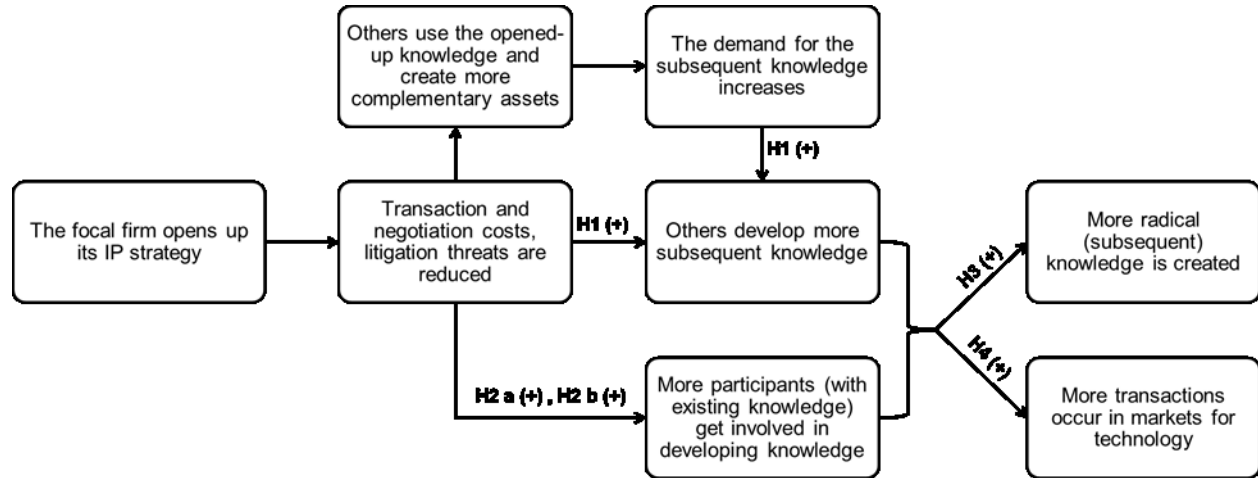 Others use the opened-
up knowledge and
create more
complementary assets
The demand for the
subsequent knowledge
increases
H1 (+)
The focal firm opens up
its IP strategy
Transaction and
negotiation costs,
litigation threats are
reduced
H1 (+)
Others develop more
subsequent knowledge
H3 (+)
More radical
(subsequent)
knowledge is created
H2 a (+) , H2 b (+)
More participants (with
existing knowledge)
get involved in
developing knowledge
H4 (+)
More transactions
occur in markets for
technology